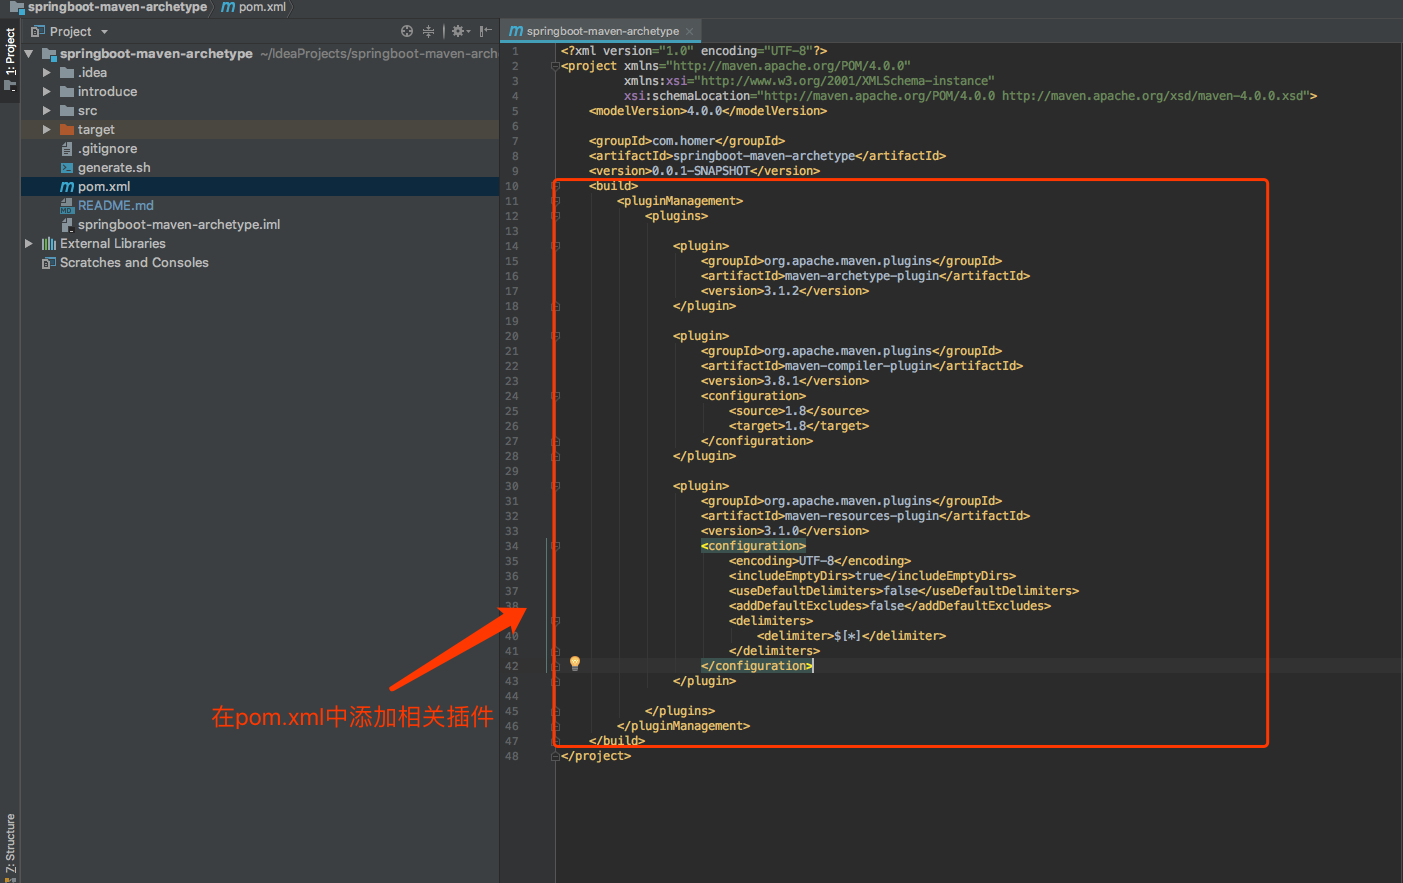 springboot-maven-archetype
pom.xml
1: Project
Project
springboot-maven-archetype ~/IdeaProjects/springboot-maven-arch
.idea
introduce
src
target
.gitignore
generate.sh
pom.xml
README.md
springboot-maven-archetype.iml
External Libraries
Scratches and Consoles
springboot-maven-archetype
1 <?xml version="1.0" encoding="UTF-8"?>
2 <project xmlns="http://maven.apache.org/POM/4.0.0"
3 xmlns:xsi="http://www.w3.org/2001/XMLSchema-instance"
4 xsi:schemaLocation="http://maven.apache.org/POM/4.0.0 http://maven.apache.org/xsd/maven-4.0.0.xsd">
5 <modelVersion>4.0.0</modelVersion>
6
7 <groupId>com.homer</groupId>
8 <artifactId>springboot-maven-archetype</artifactId>
9 <version>0.0.1-SNAPSHOT</version>
10 <build>
11 <pluginManagement>
12 <plugins>
13
14 <plugin>
15 <groupId>org.apache.maven.plugins</groupId>
16 <artifactId>maven-archetype-plugin</artifactId>
17 <version>3.1.2</version>
18 </plugin>
19
20 <plugin>
21 <groupId>org.apache.maven.plugins</groupId>
22 <artifactId>maven-compiler-plugin</artifactId>
23 <version>3.8.1</version>
24 <configuration>
25 <source>1.8</source>
26 <target>1.8</target>
27 </configuration>
28 </plugin>
29
30 <plugin>
31 <groupId>org.apache.maven.plugins</groupId>
32 <artifactId>maven-resources-plugin</artifactId>
33 <version>3.1.0</version>
34 <configuration>
35 <encoding>UTF-8</encoding>
36 <includeEmptyDirs>true</includeEmptyDirs>
37 <useDefaultDelimiters>false</useDefaultDelimiters>
38 <addDefaultExcludes>false</addDefaultExcludes>
<delimiters>
40 <delimiter>$[*]</delimiter>
41 </delimiters>
42 </configuration>
43 </plugin>
44
45 </plugins>
46 </pluginManagement>
47 </build>
48 </project>
在pom.xml中添加相关插件
7: Structure